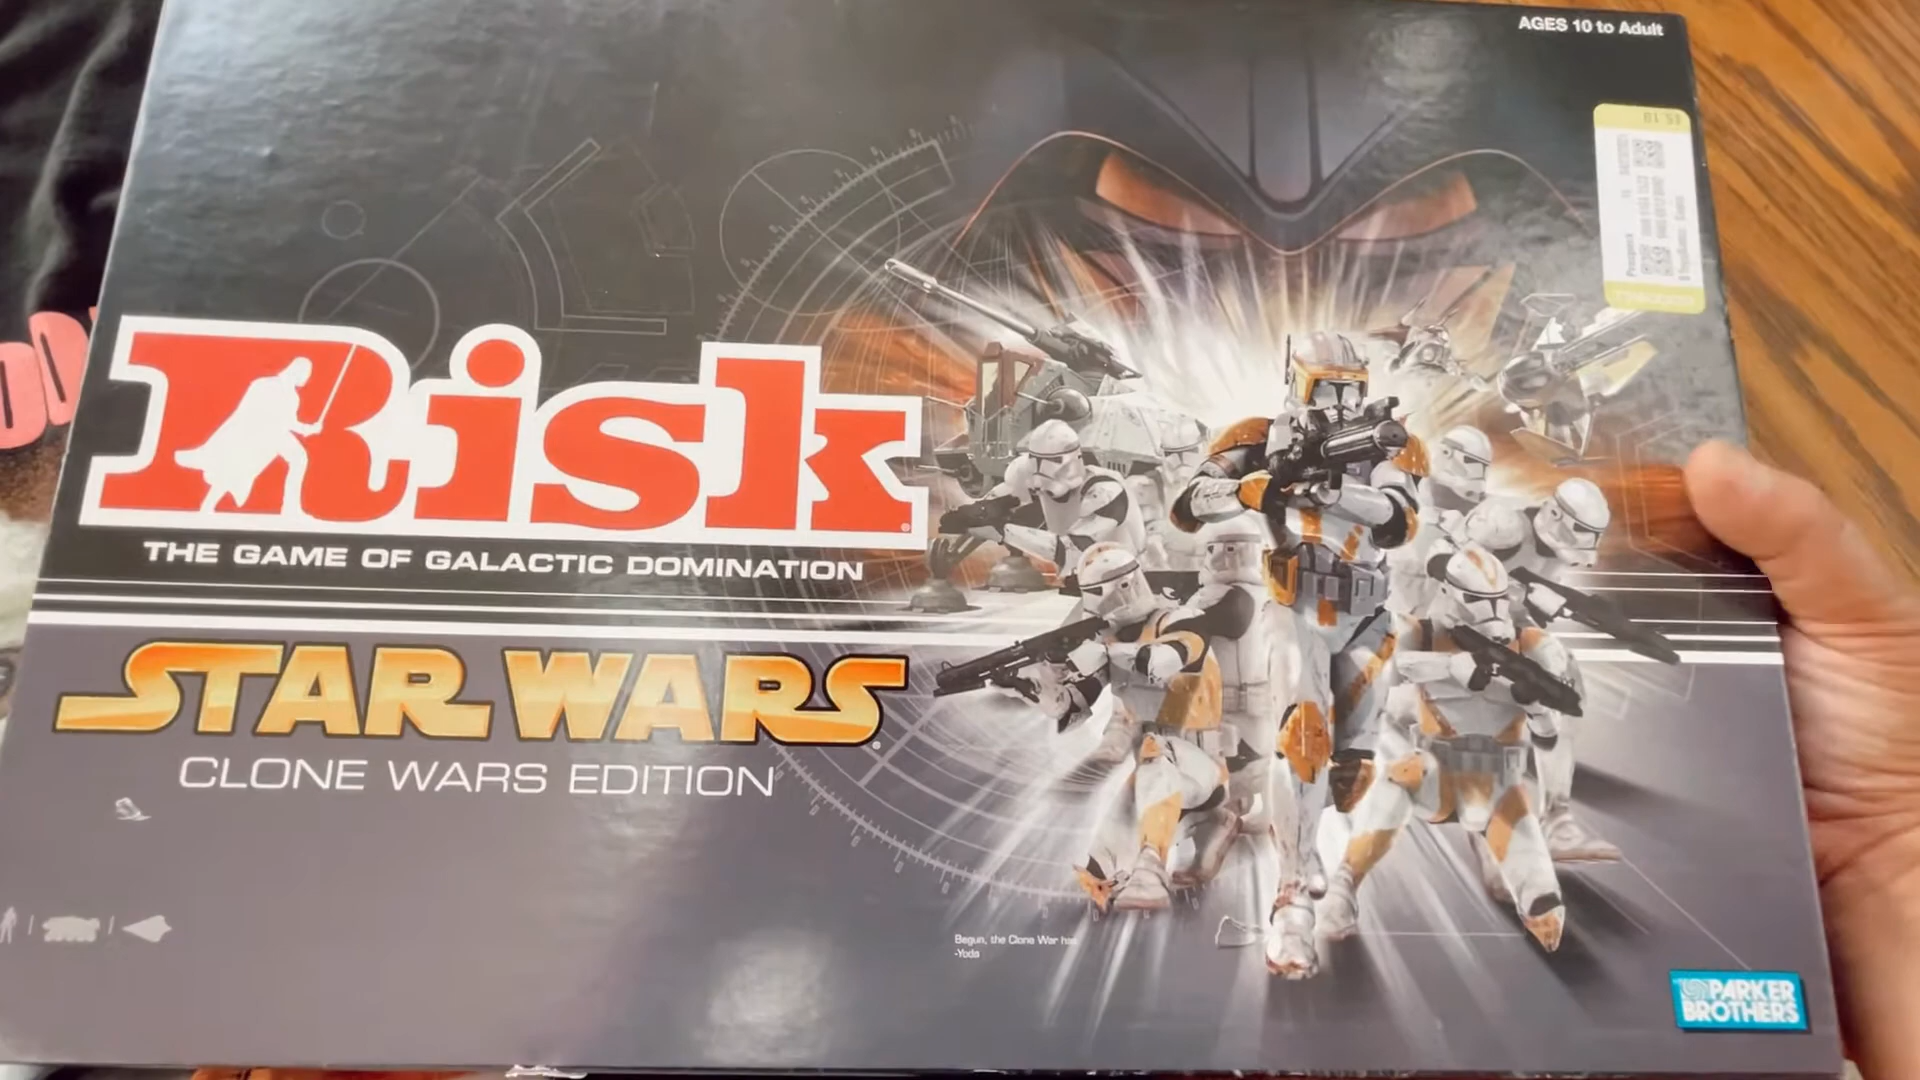 AGES 10 to Adult
Risk
THE GAME OF GALACTIC DOMINATION
STAR WARS
CLONE WARS EDITION
Begun, the Clone War has
-Yoda
PARKER
BROTHERS